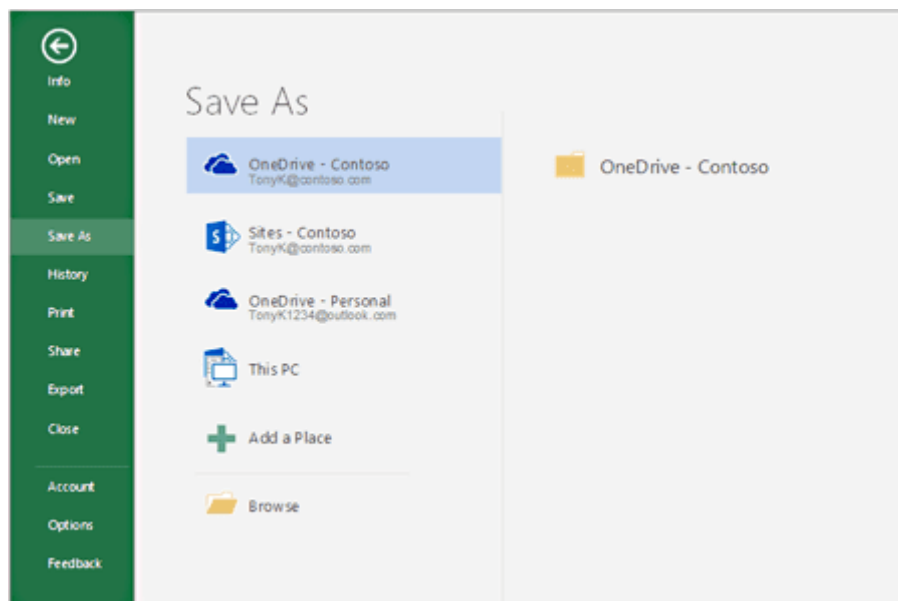 Info
New
Open
Save
Save As
History
Print
Share
Export
Close
Account
Options
Feedback
Save As
OneDrive - Contoso
TonyK@contoso.com
Sites - Contoso
TonyK@contoso.com
OneDrive - Personal
TonyK1234@outlook.com
This PC
Add a Place
Browse
OneDrive - Contoso